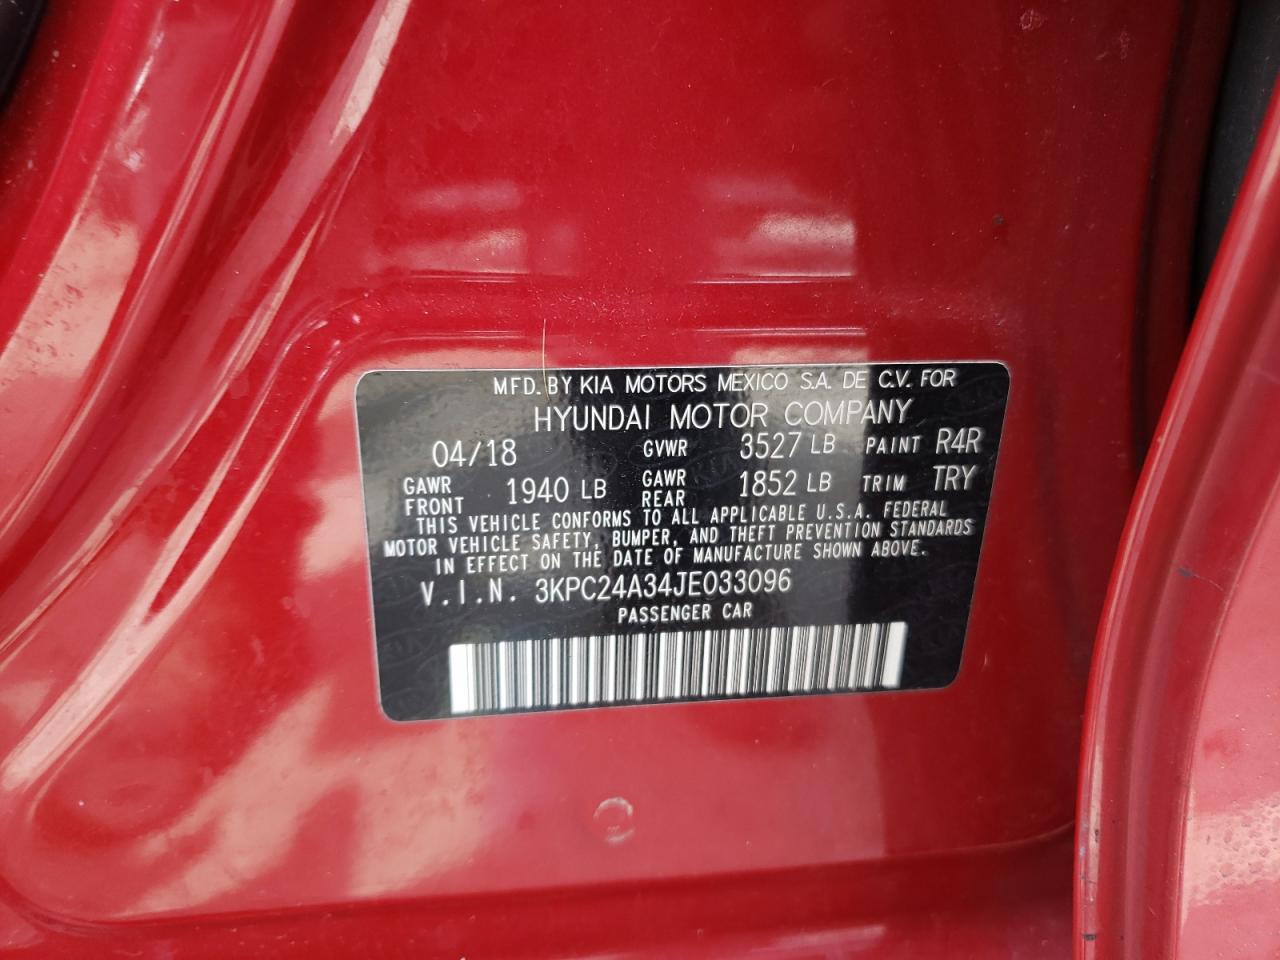 MFD. BY KIA MOTORS MEXICO S.A. DE C.V. FOR
HYUNDAI MOTOR COMPANY
04/18 GVWR 3527 LB PAINT R4R
GAWR FRONT 1940 LB GAWR REAR 1852 LB TRIM TRY
THIS VEHICLE CONFORMS TO ALL APPLICABLE U.S.A. FEDERAL
MOTOR VEHICLE SAFETY, BUMPER, AND THEFT PREVENTION STANDARDS
IN EFFECT ON THE DATE OF MANUFACTURE SHOWN ABOVE.
V.I.N. 3KPC24A34JE033096
PASSENGER CAR